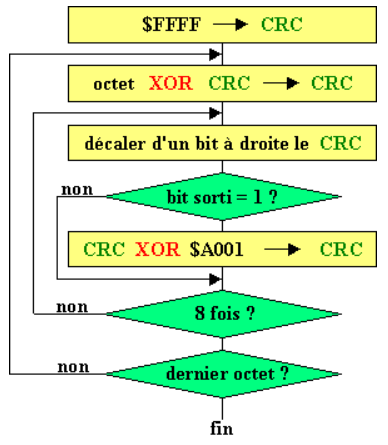 $FFFF → CRC
octet XOR CRC → CRC
décaler d'un bit à droite le CRC
non
bit sorti = 1 ?
CRC XOR $A001 → CRC
non
8 fois ?
non
dernier octet ?
fin